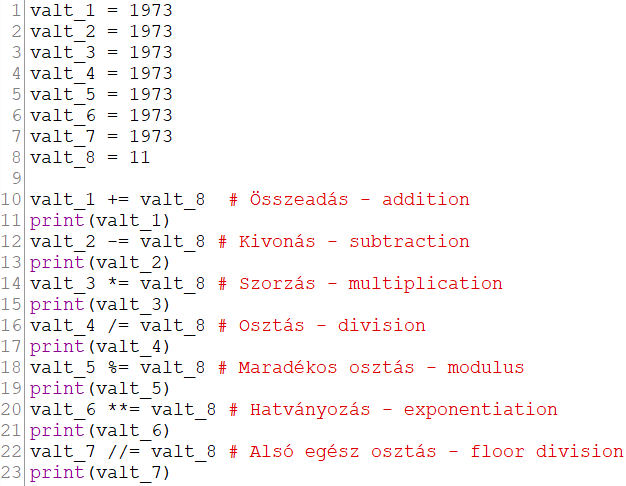 1 valt_1 = 1973
2 valt_2 = 1973
3 valt_3 = 1973
4 valt_4 = 1973
5 valt_5 = 1973
6 valt_6 = 1973
7 valt_7 = 1973
8 valt_8 = 11
9
10 valt_1 += valt_8  # Összeadás - addition
11 print(valt_1)
12 valt_2 -= valt_8 # Kivonás - subtraction
13 print(valt_2)
14 valt_3 *= valt_8 # Szorzás - multiplication
15 print(valt_3)
16 valt_4 /= valt_8 # Osztás - division
17 print(valt_4)
18 valt_5 %= valt_8 # Maradékos osztás - modulus
19 print(valt_5)
20 valt_6 **= valt_8 # Hatványozás - exponentiation
21 print(valt_6)
22 valt_7 //= valt_8 # Alsó egész osztás - floor division
23 print(valt_7)